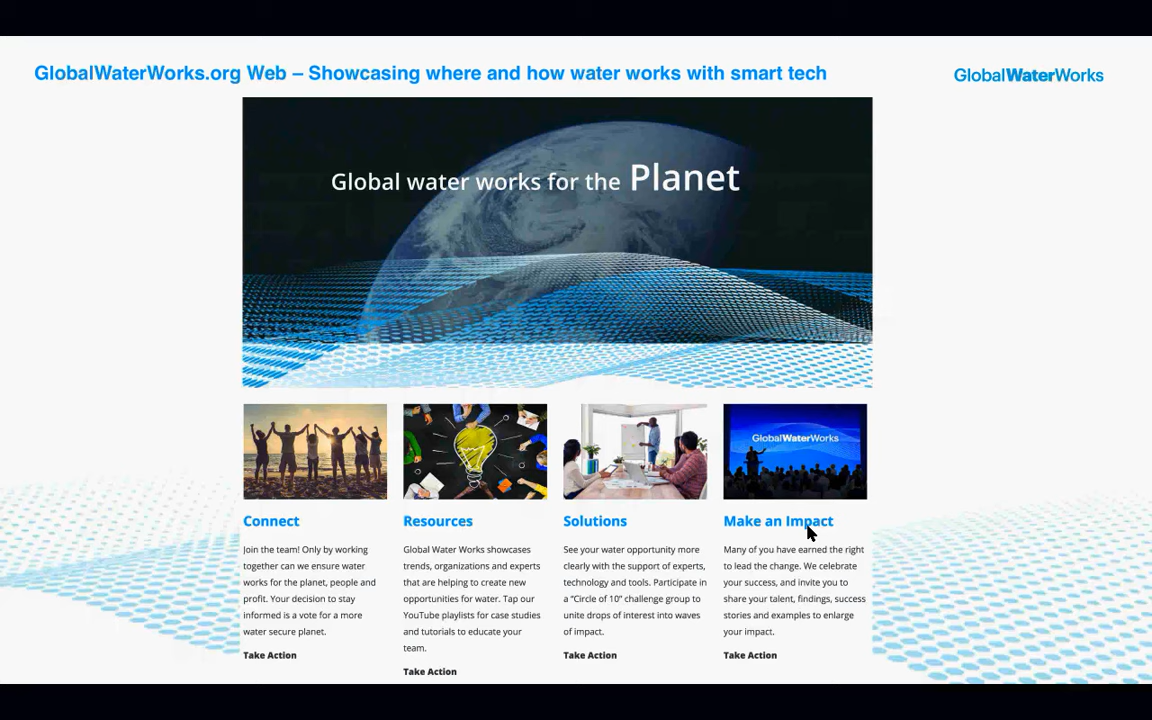 GlobalWaterWorks.org Web – Showcasing where and how water works with smart tech
GlobalWaterWorks
Global water works for the Planet
GlobalWaterWorks
Connect
Join the team! Only by working
together can we ensure water
works for the planet, people and
profit. Your decision to stay
informed is a vote for a more
water secure planet.
Take Action
Resources
Global Water Works showcases
trends, organizations and experts
that are helping to create new
opportunities for water. Tap our
YouTube playlists for case studies
and tutorials to educate your
team.
Take Action
Solutions
See your water opportunity more
clearly with the support of experts,
technology and tools. Participate in
a “Circle of 10” challenge group to
unite drops of interest into waves
of impact.
Take Action
Make an Impact
Many of you have earned the right
to lead the change. We celebrate
your success, and invite you to
share your talent, findings, success
stories and examples to enlarge
your impact.
Take Action